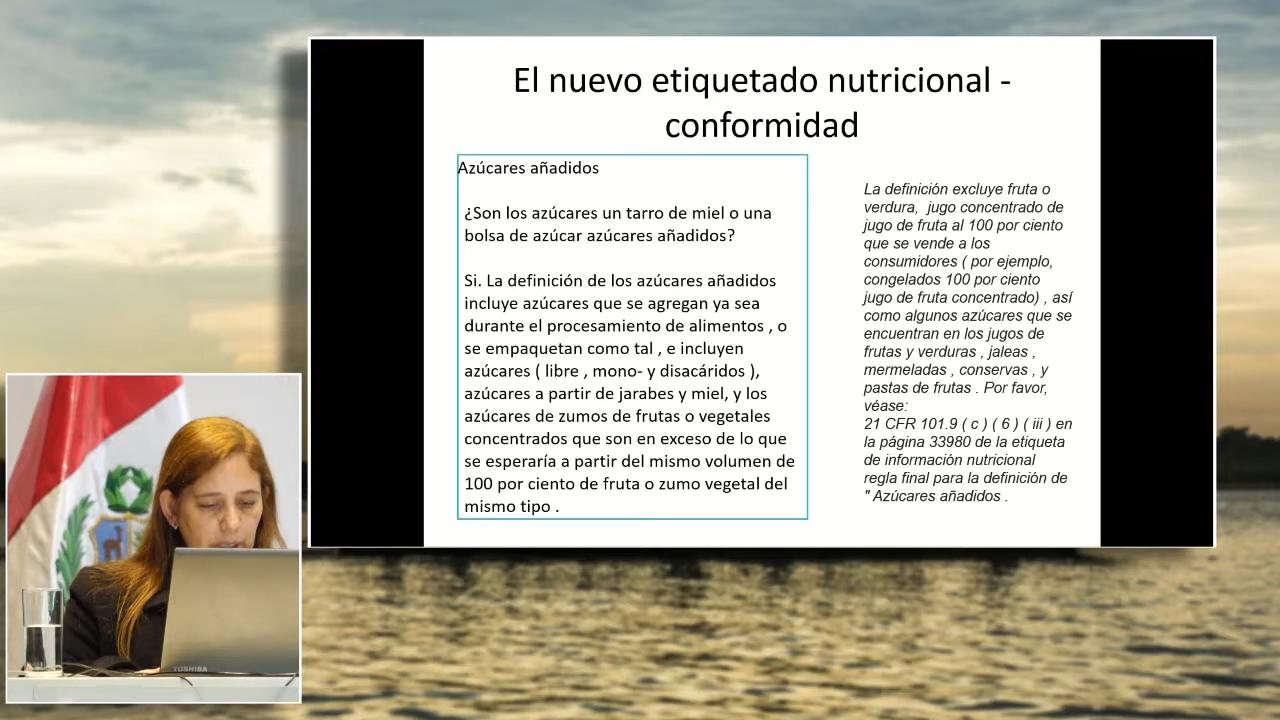 El nuevo etiquetado nutricional -
conformidad
Azúcares añadidos
¿Son los azúcares un tarro de miel o una
bolsa de azúcar azúcares añadidos?
Si. La definición de los azúcares añadidos
incluye azúcares que se agregan ya sea
durante el procesamiento de alimentos , o
se empaquetan como tal , e incluyen
azúcares ( libre , mono- y disacáridos ),
azúcares a partir de jarabes y miel, y los
azúcares de zumos de frutas o vegetales
concentrados que son en exceso de lo que
se esperaría a partir del mismo volumen de
100 por ciento de fruta o zumo vegetal del
mismo tipo .
La definición excluye fruta o
verdura, jugo concentrado de
jugo de fruta al 100 por ciento
que se vende a los
consumidores ( por ejemplo,
congelados 100 por ciento
jugo de fruta concentrado) , así
como algunos azúcares que se
encuentran en los jugos de
frutas y verduras , jaleas ,
mermeladas , conservas , y
pastas de frutas . Por favor,
véase:
21 CFR 101.9 ( c ) ( 6 ) ( iii ) en
la página 33980 de la etiqueta
de información nutricional
regla final para la definición de
" Azúcares añadidos .
TOSHIBA